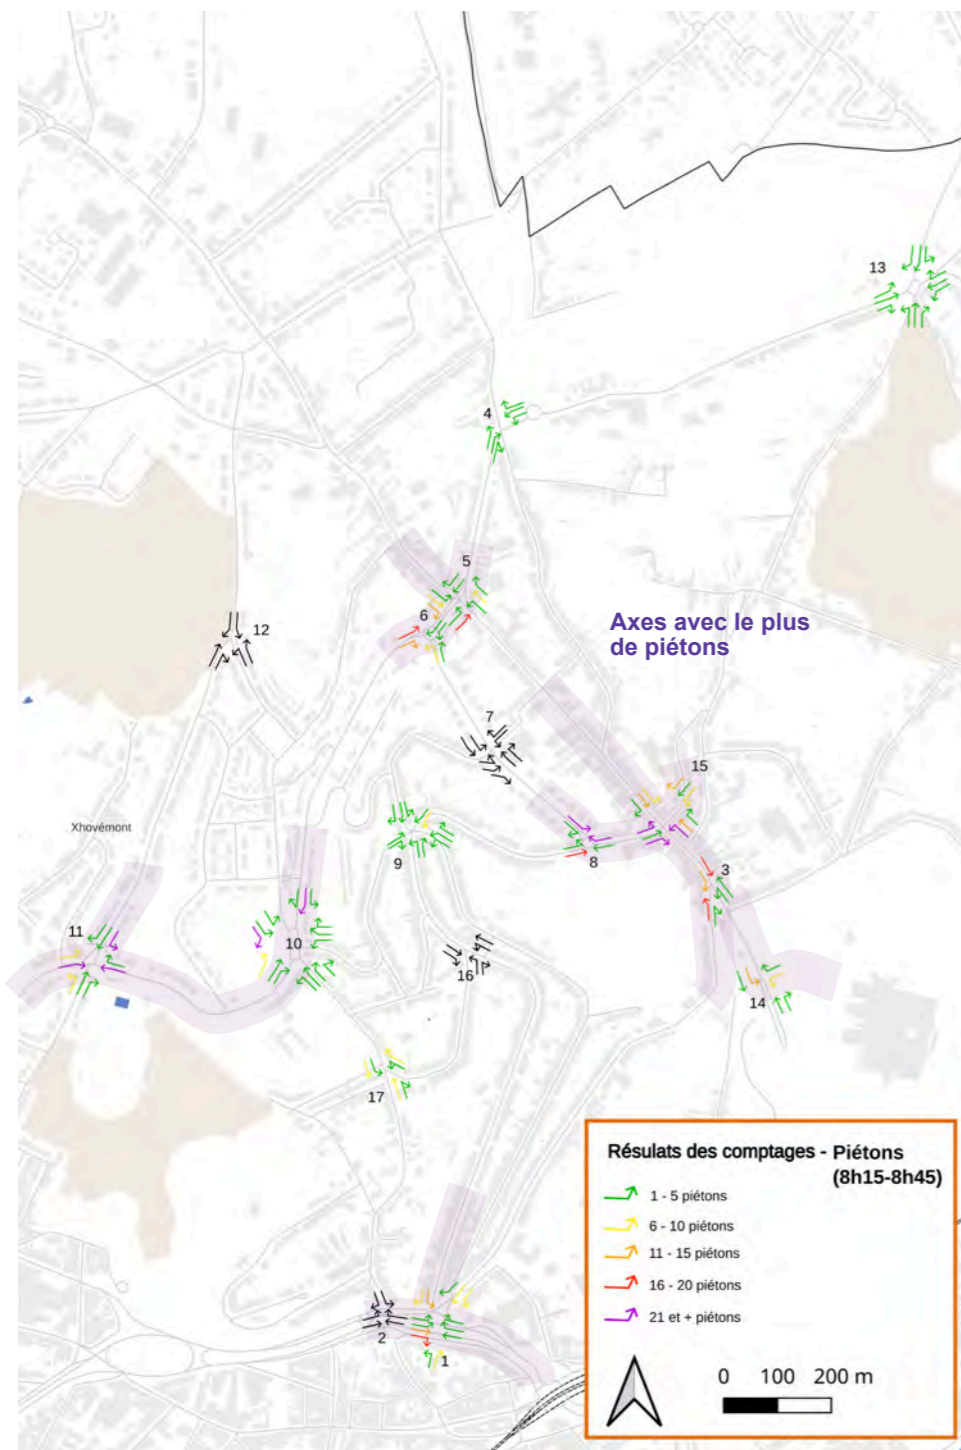 13
4
5
6
12
Axes avec le plus
de piétons
7
15
Xhovémont
9
8
3
11
10
16
14
17
Résulats des comptages - Piétons
(8h15-8h45)
1 - 5 piétons
6 - 10 piétons
11 - 15 piétons
16 - 20 piétons
21 et + piétons
2
1
0 100 200 m